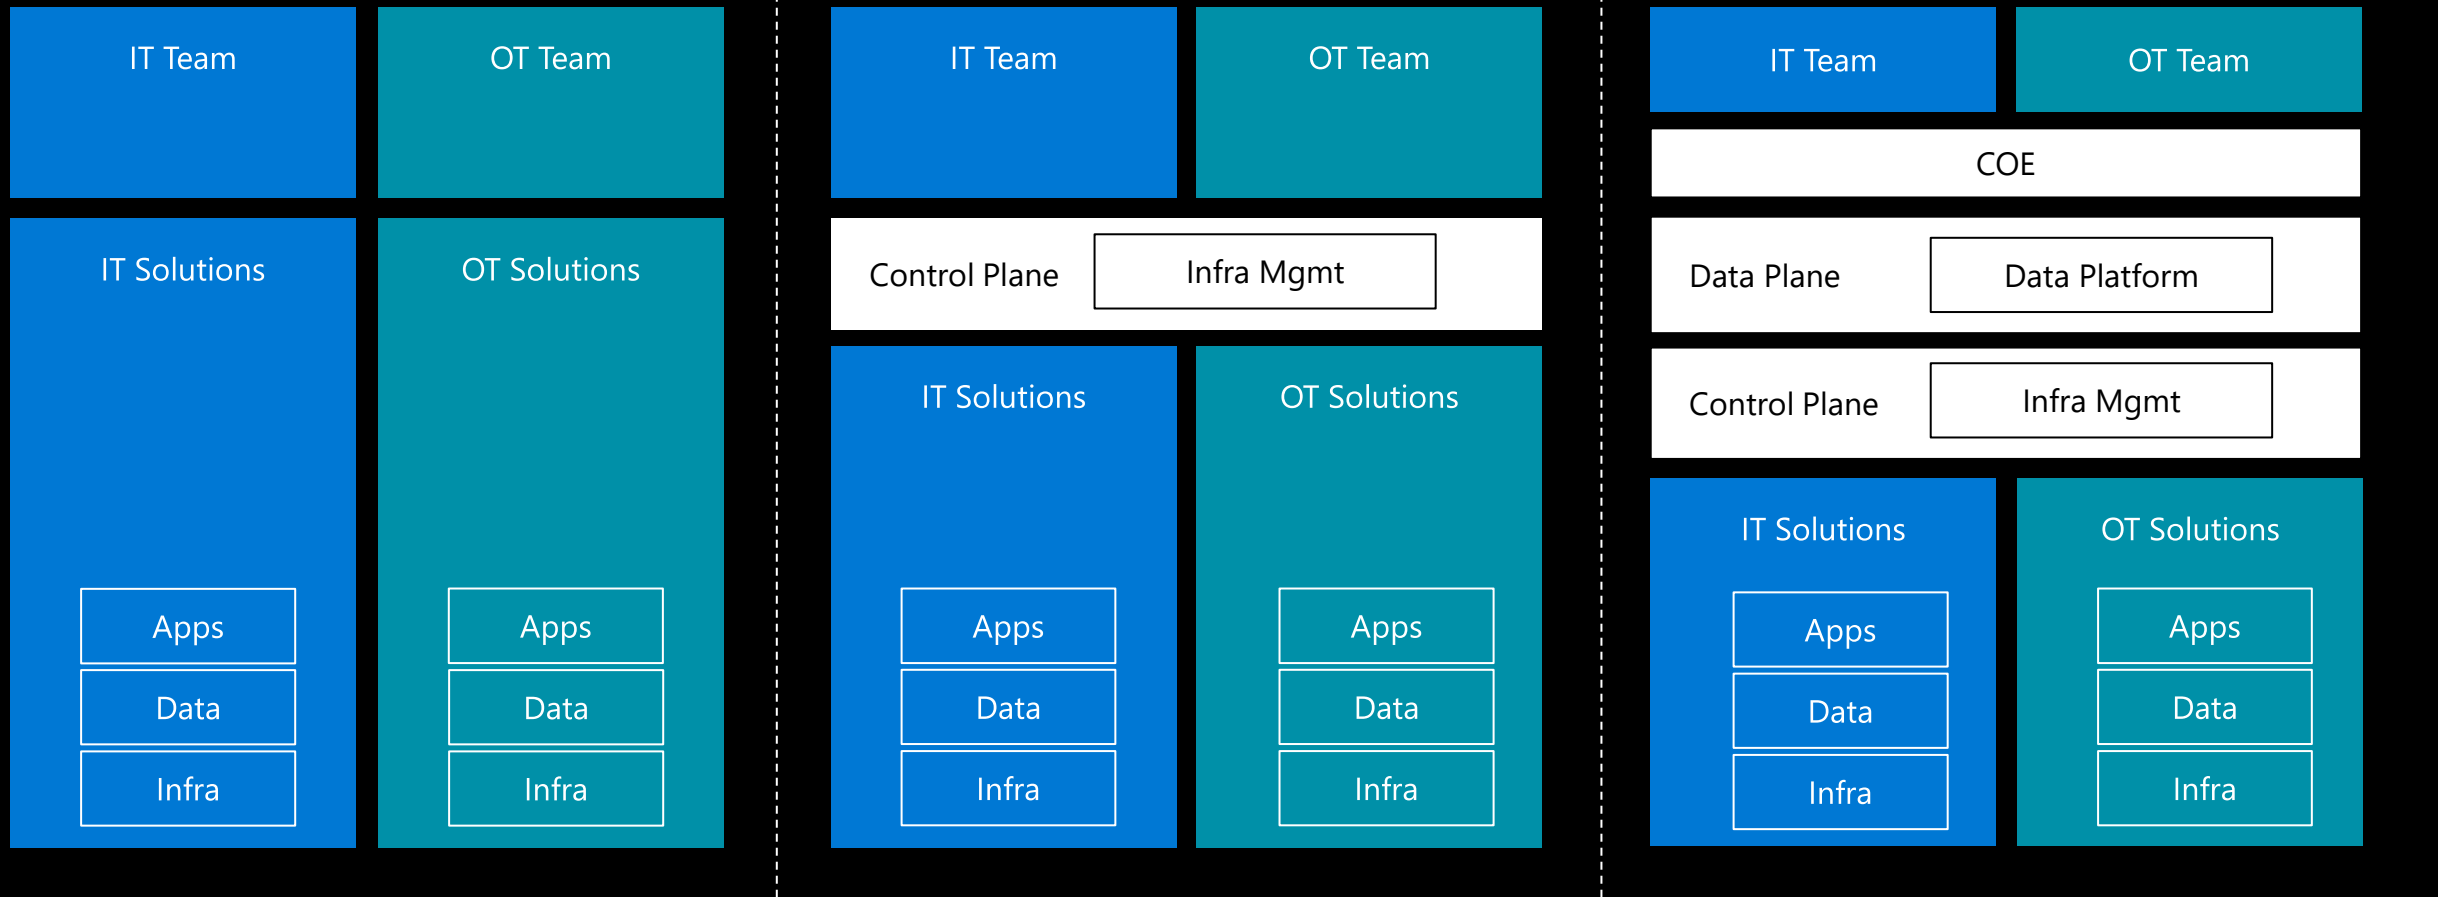 IT Team
OT Team
IT Solutions
OT Solutions
Apps
Data
Infra
Apps
Data
Infra
IT Team
OT Team
Control Plane
Infra Mgmt
IT Solutions
OT Solutions
Apps
Data
Infra
Apps
Data
Infra
IT Team
OT Team
COE
Data Plane
Data Platform
Control Plane
Infra Mgmt
IT Solutions
OT Solutions
Apps
Data
Infra
Apps
Data
Infra